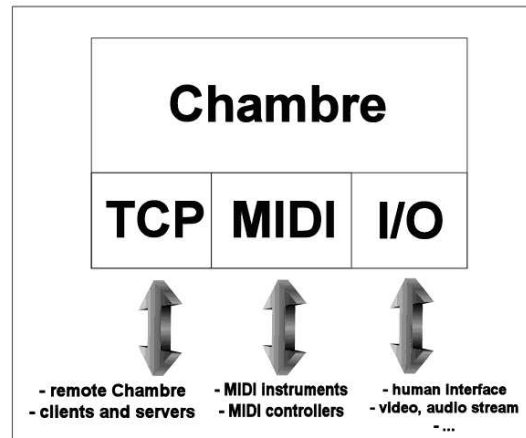 Chambre
TCP MIDI I/O
- remote Chambre
- clients and servers
- MIDI instruments
- MIDI controllers
- human interface
- video, audio stream
- ...